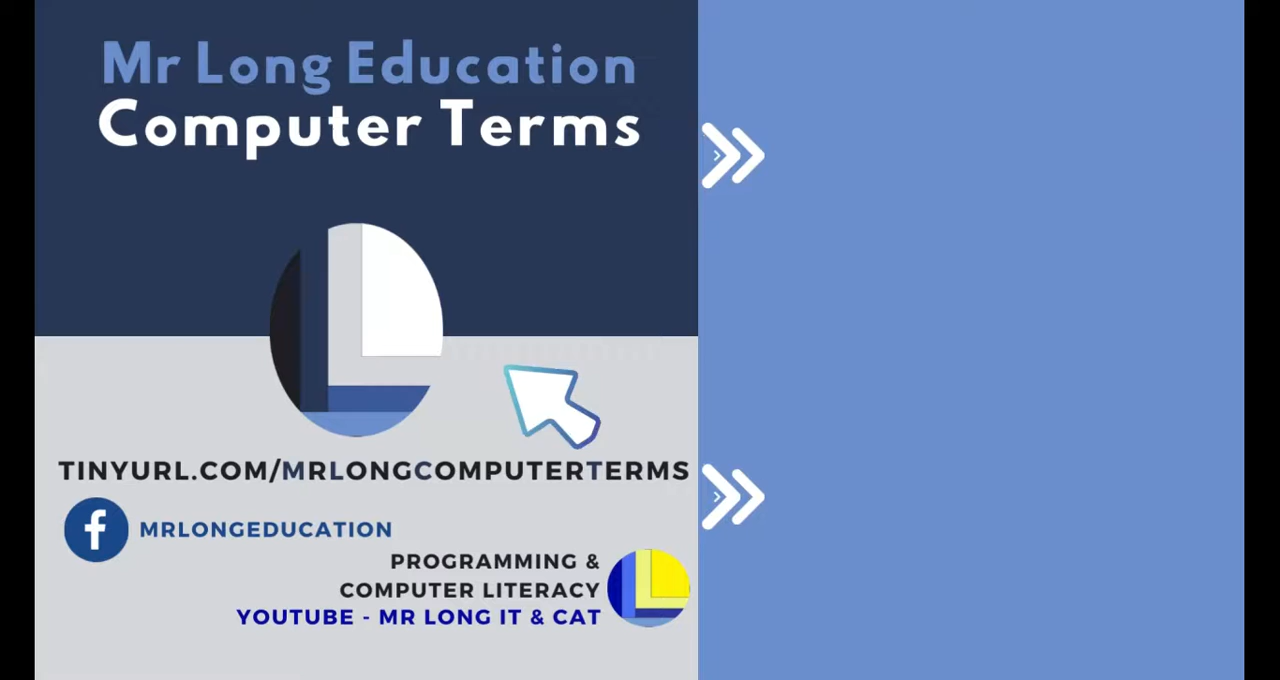 Mr Long Education
Computer Terms
TINYURL.COM/MRLONGCOMPUTERTERMS
MRLONGEDUCATION
PROGRAMMING &
COMPUTER LITERACY
YOUTUBE - MR LONG IT & CAT